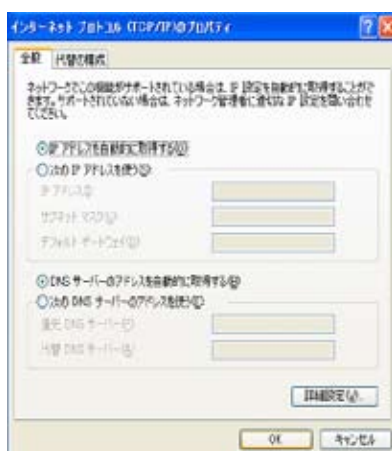 インターネット プロトコル (TCP/IP)のプロパティ
全般 代替の構成
ネットワークでこの機能がサポートされている場合は、IP 設定を自動的に取得することがで
きます。サポートされていない場合は、ネットワーク管理者に適切な IP 設定を問い合わせ
てください。
IP アドレスを自動的に取得する(O)
次の IP アドレスを使う(S):
IP アドレス(I):
サブネット マスク(U):
デフォルト ゲートウェイ(D):
DNS サーバーのアドレスを自動的に取得する(B)
次の DNS サーバーのアドレスを使う(E):
優先 DNS サーバー(P):
代替 DNS サーバー(A):
詳細設定(V)...
OK キャンセル